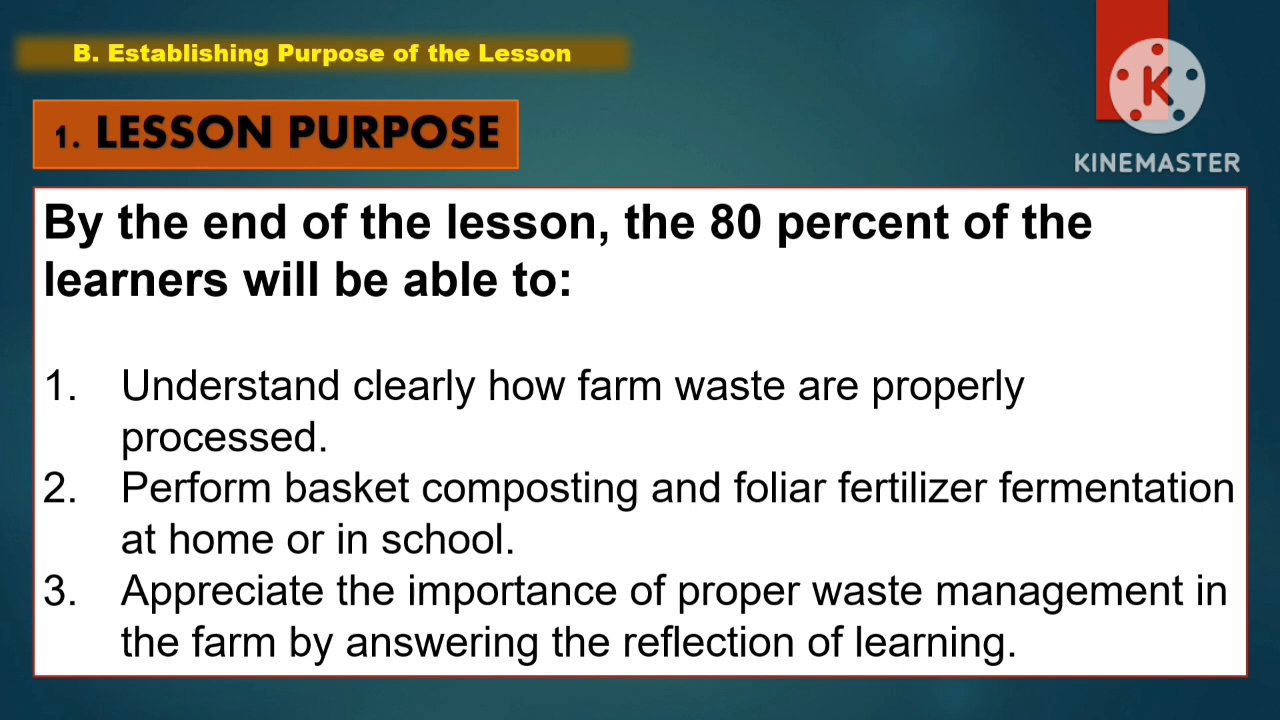 B. Establishing Purpose of the Lesson
1. LESSON PURPOSE
K
KINEMASTER
By the end of the lesson, the 80 percent of the
learners will be able to:
1. Understand clearly how farm waste are properly
processed.
2. Perform basket composting and foliar fertilizer fermentation
at home or in school.
3. Appreciate the importance of proper waste management in
the farm by answering the reflection of learning.